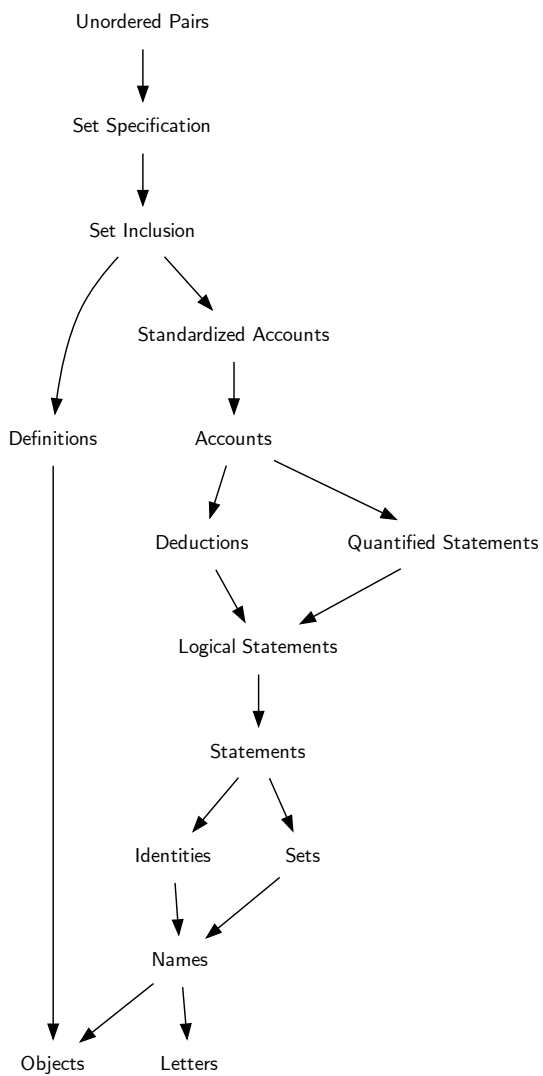 Unordered Pairs
Set Specification
Set Inclusion
Standardized Accounts
Definitions
Accounts
Deductions
Quantified Statements
Logical Statements
Statements
Identities
Sets
Names
Objects
Letters